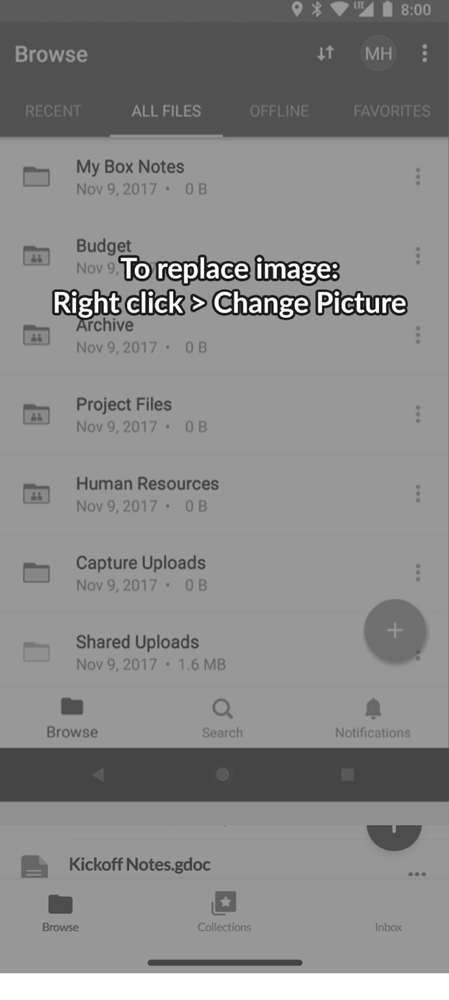 LTE 8:00
Browse MH
RECENT ALL FILES OFFLINE FAVORITES
My Box Notes
Nov 9, 2017 • 0 B
Budget
Nov 9,
To replace image:
Right click > Change Picture
Archive
Nov 9, 2017 • 0 B
Project Files
Nov 9, 2017 • 0 B
Human Resources
Nov 9, 2017 • 0 B
Capture Uploads
Nov 9, 2017 • 0 B
Shared Uploads
Nov 9, 2017 • 1.6 MB
Browse Search Notifications
Kickoff Notes.gdoc
Browse Collections Inbox